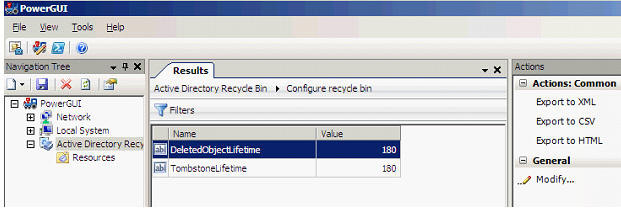 PowerGUI
File View Tools Help
Navigation Tree
PowerGUI
Network
Local System
Active Directory Recy
Resources
Results
Active Directory Recycle Bin Configure recycle bin
Filters
Name Value
DeletedObjectLifetime 180
TombstoneLifetime 180
Actions
Actions: Common
Export to XML
Export to CSV
Export to HTML
General
Modify...